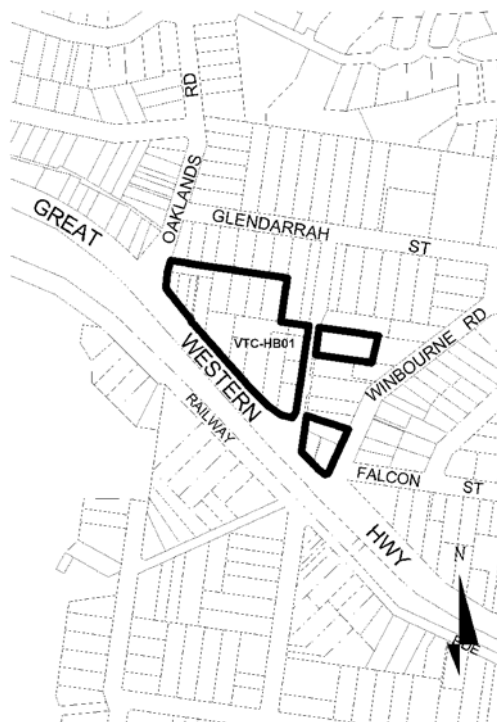 RD
OAKLANDS
GREAT
GLENDARRAH
ST
VTC-HB01
WESTERN
WINBOURNE RD
RAILWAY
FALCON
ST
HWY
N